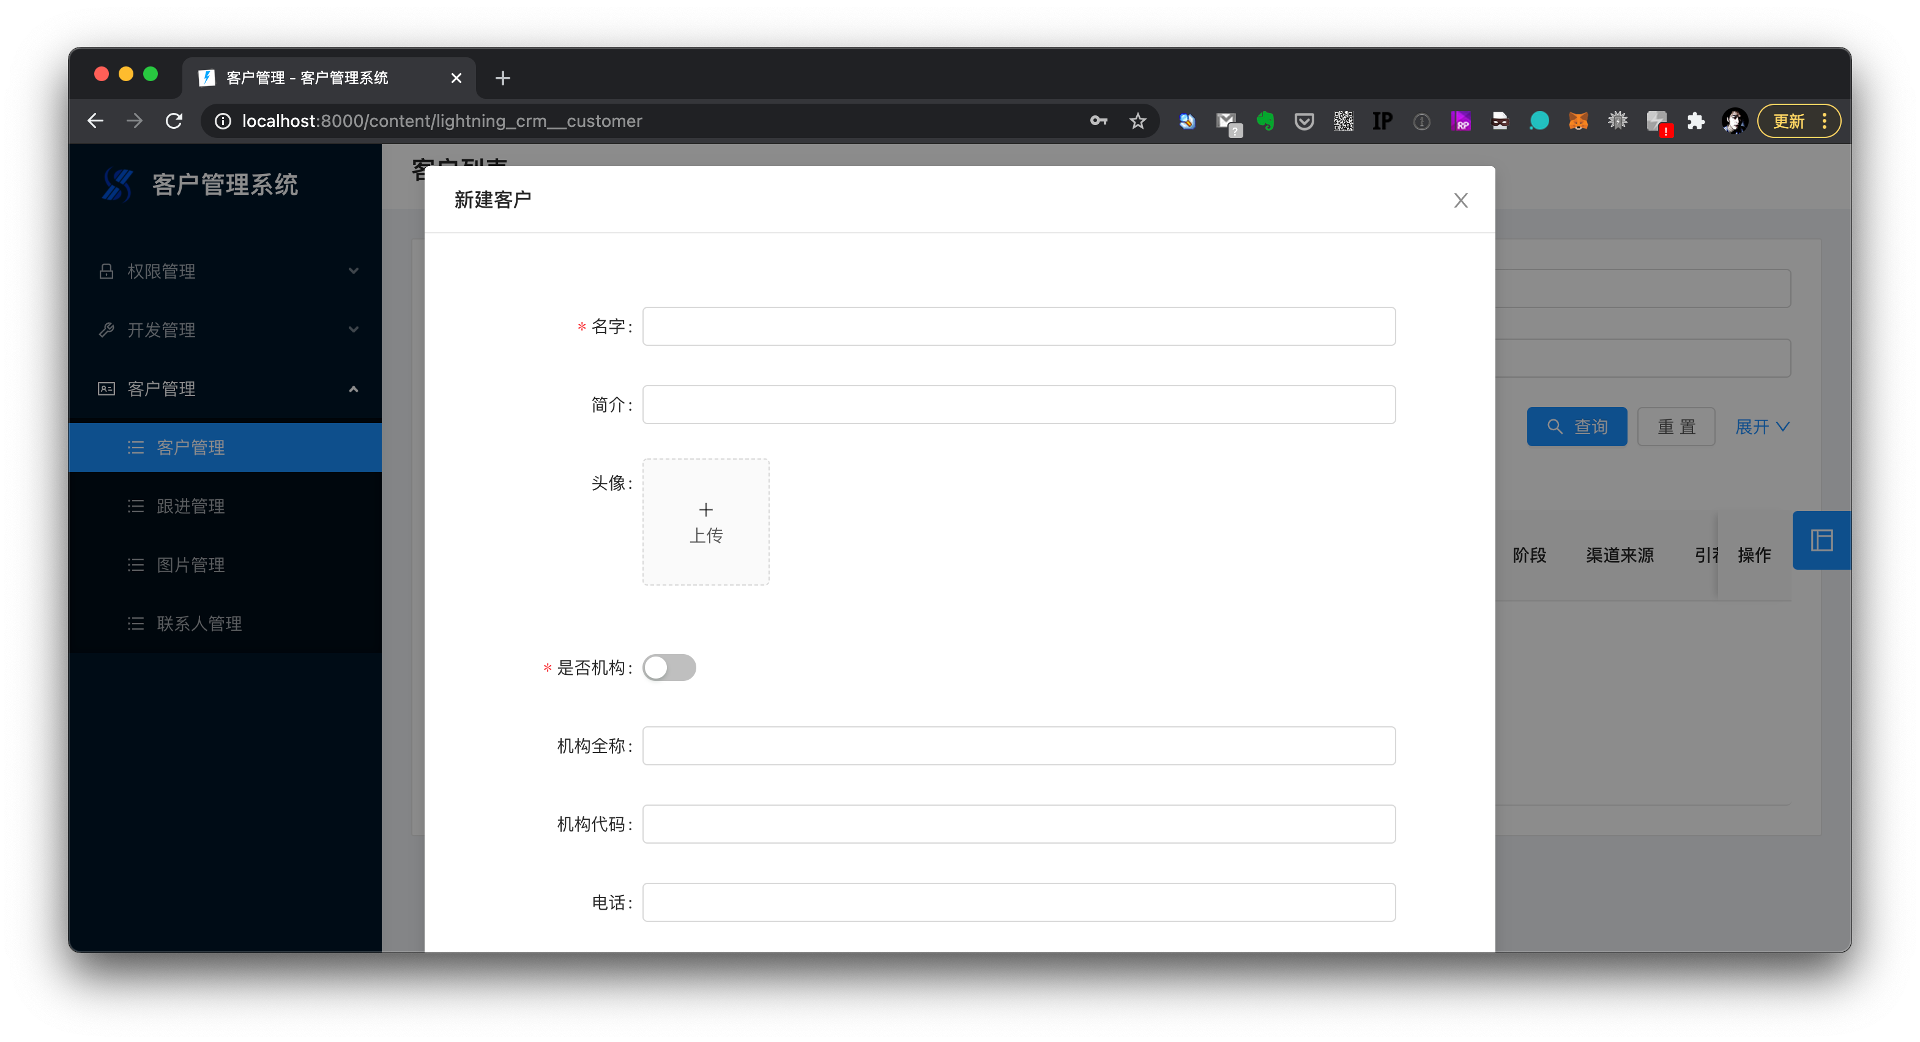 客户管理 - 客户管理系统
localhost:8000/content/lightning_crm__customer
IP
RP
更新
客户管理系统
权限管理
开发管理
客户管理
客户管理
跟进管理
图片管理
联系人管理
客户列表
新建客户
* 名字:
简介:
头像:
上传
* 是否机构:
机构全称:
机构代码:
电话:
查询
重 置
展开
阶段
渠道来源
操作